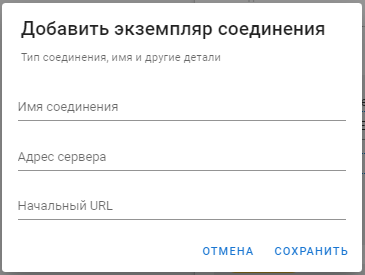 Добавить экземпляр соединения
Тип соединения, имя и другие детали
Имя соединения
Адрес сервера
Начальный URL
ОТМЕНА СОХРАНИТЬ